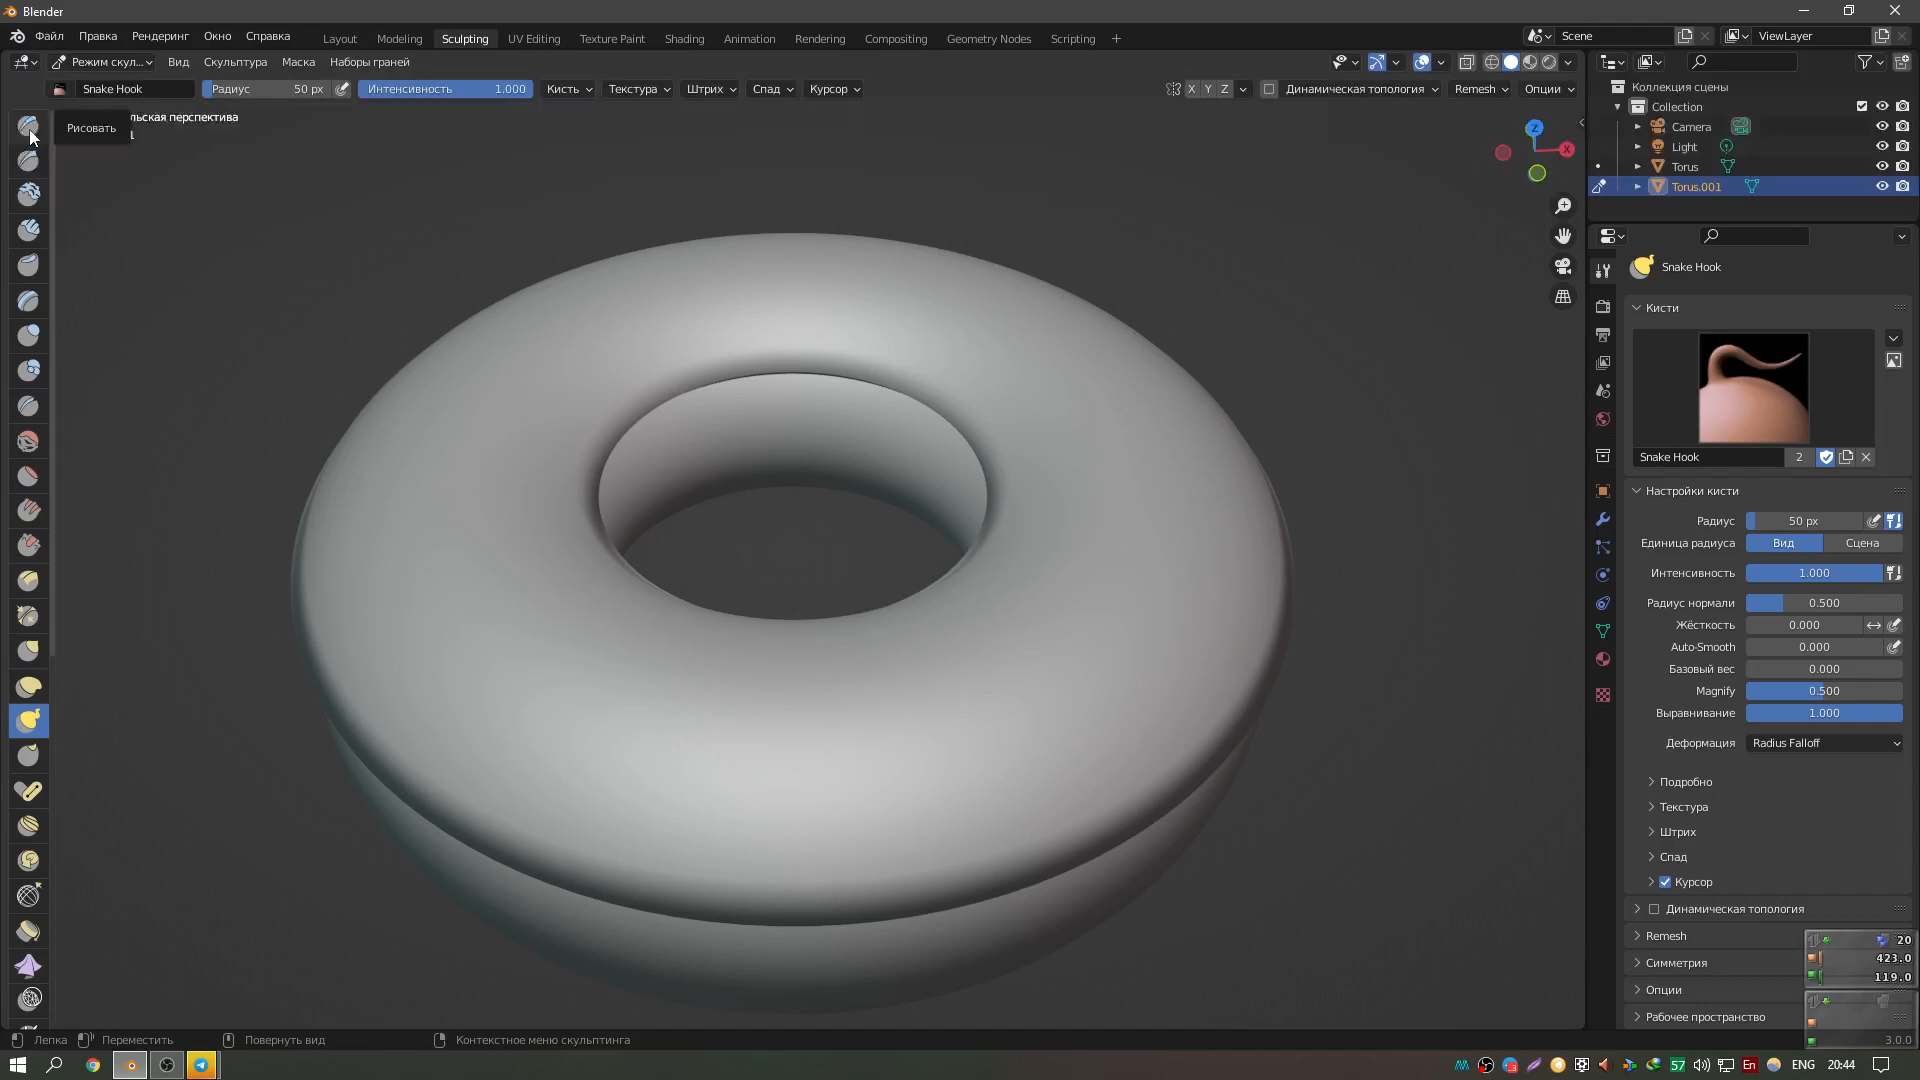 Blender
Файл Правка Рендеринг Окно Справка Layout Modeling Sculpting UV Editing Texture Paint Shading Animation Rendering Compositing Geometry Nodes Scripting + Scene ViewLayer
Режим скул... Вид Скульптура Маска Наборы граней
Snake Hook Радиус 50 px Интенсивность 1.000 Кисть Текстура Штрих Спад Курсор X Y Z Динамическая топология Remesh Опции
Коллекция сцены
Collection
Camera
Light
Torus
Torus.001
льская перспектива
1
Рисовать
Z
X
Snake Hook
Кисти
Snake Hook 2
Настройки кисти
Радиус 50 px
Единица радиуса Вид Сцена
Интенсивность 1.000
Радиус нормали 0.500
Жёсткость 0.000
Auto-Smooth 0.000
Базовый вес 0.000
Magnify 0.500
Выравнивание 1.000
Деформация Radius Falloff
Подробно
Текстура
Штрих
Спад
Курсор
Динамическая топология
Remesh
Симметрия
Опции
Рабочее пространство
20
423.0
119.0
3.0.0
Лепка Переместить Повернуть вид Контекстное меню скульптинга
57 En ENG 20:44